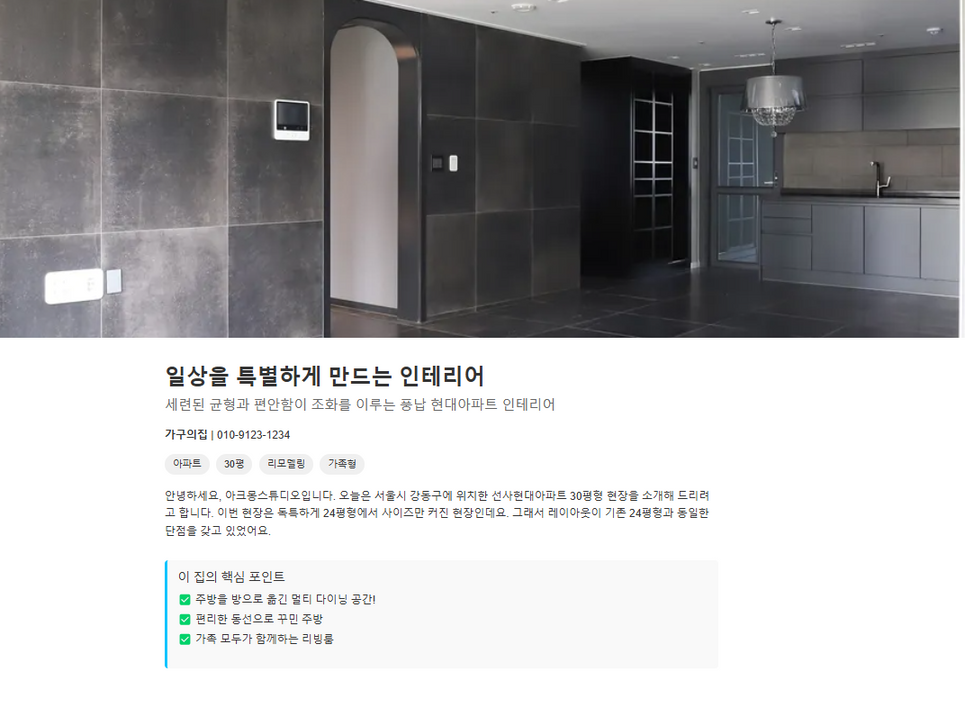 일상을 특별하게 만드는 인테리어
세련된 균형과 편안함이 조화를 이루는 풍납 현대아파트 인테리어
가구의집 | 010-9123-1234
아파트 30평 리모델링 가족형
안녕하세요, 아크몽스튜디오입니다. 오늘은 서울시 강동구에 위치한 선사현대아파트 30평형 현장을 소개해 드리려
고 합니다. 이번 현장은 독특하게 24평형에서 사이즈만 커진 현장인데요. 그래서 레이아웃이 기존 24평형과 동일한
단점을 갖고 있었어요.
이 집의 핵심 포인트
✅ 주방을 방으로 옮긴 멀티 다이닝 공간!
✅ 편리한 동선으로 꾸민 주방
✅ 가족 모두가 함께하는 리빙룸